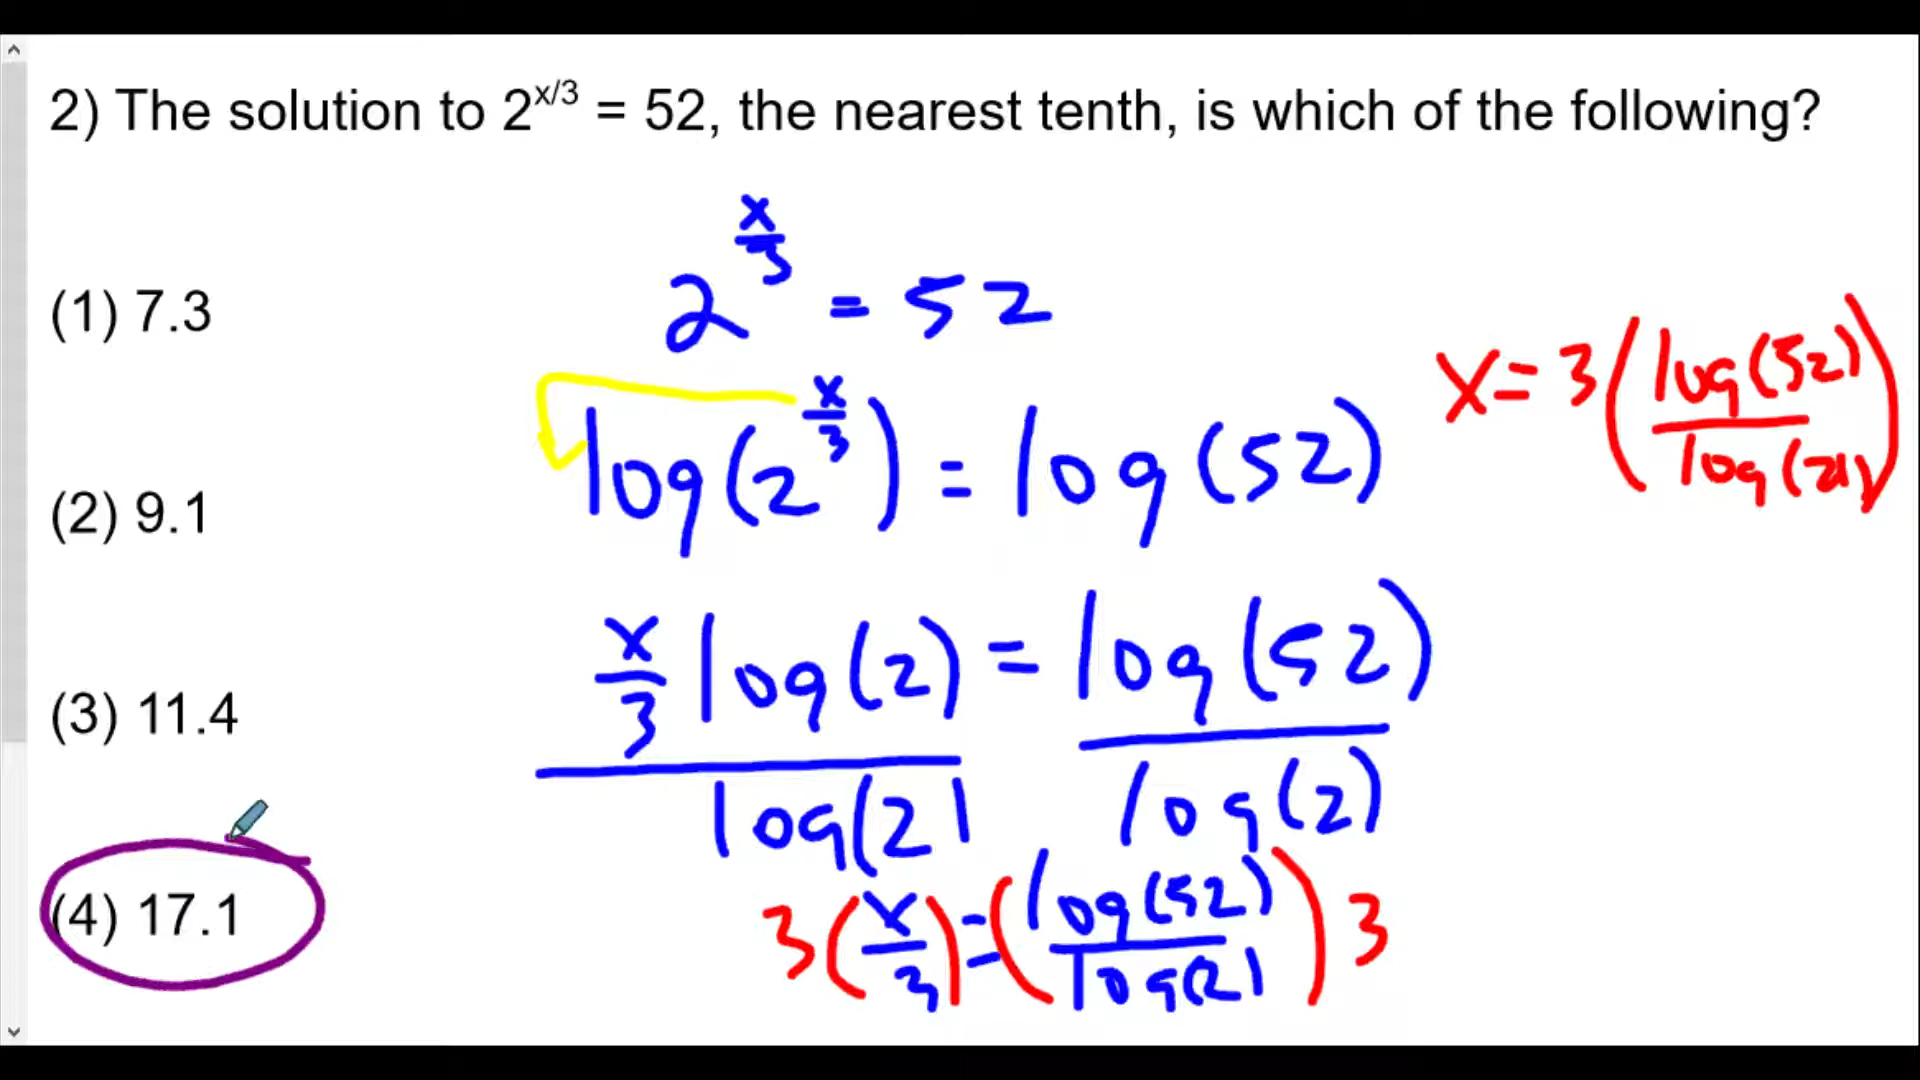 2) The solution to 2^x/3 = 52, the nearest tenth, is which of the following?
(1) 7.3
(2) 9.1
(3) 11.4
(4) 17.1
2^x/3 = 52
log(2^x/3) = log(52)
x/3 log(2) = log(52)
log(2) log(2)
3(x/3) = (log(52)/log(2)) 3
x = 3(log(52)/log(2))